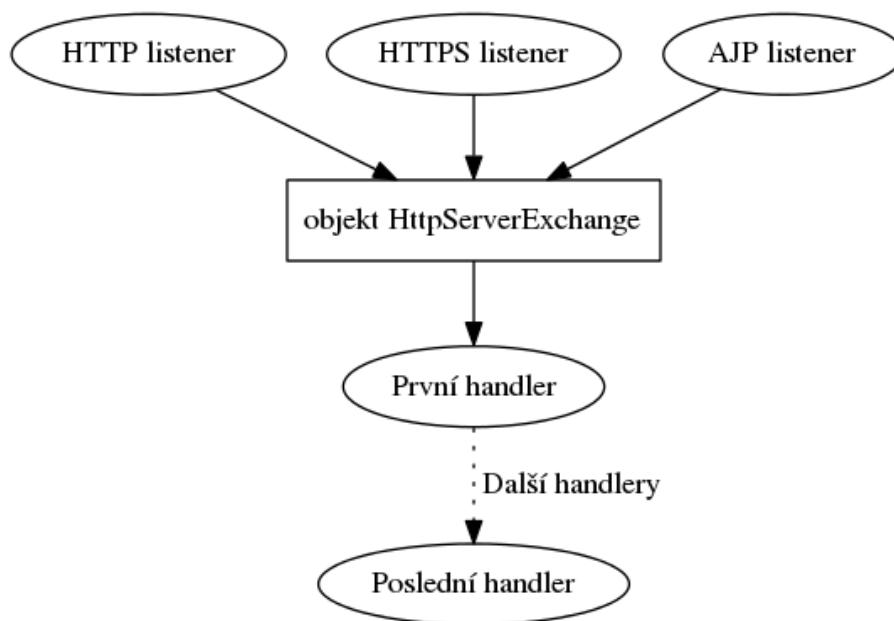 HTTP listener
HTTPS listener
AJP listener
objekt HttpServerExchange
První handler
Další handlery
Poslední handler